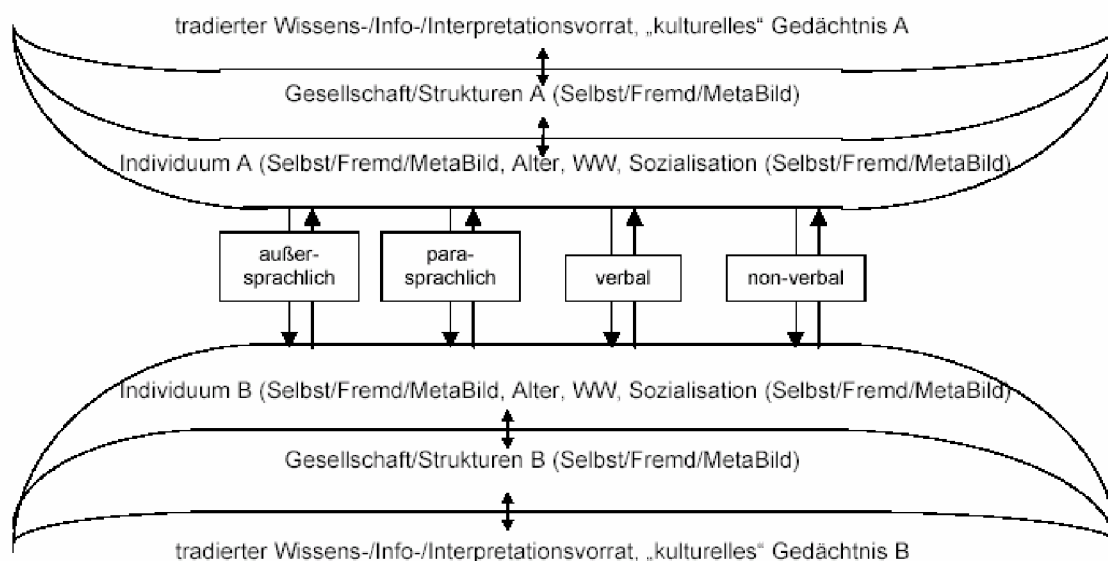 tradierter Wissens-/Info-/Interpretationsvorrat, „kulturelles“ Gedächtnis A
Gesellschaft/Strukturen A (Selbst/Fremd/MetaBild)
Individuum A (Selbst/Fremd/MetaBild, Alter, WW, Sozialisation (Selbst/Fremd/MetaBild)
außer-
sprachlich
para-
sprachlich
verbal
non-verbal
Individuum B (Selbst/Fremd/MetaBild, Alter, WW, Sozialisation (Selbst/Fremd/MetaBild)
Gesellschaft/Strukturen B (Selbst/Fremd/MetaBild)
tradierter Wissens-/Info-/Interpretationsvorrat, „kulturelles“ Gedächtnis B